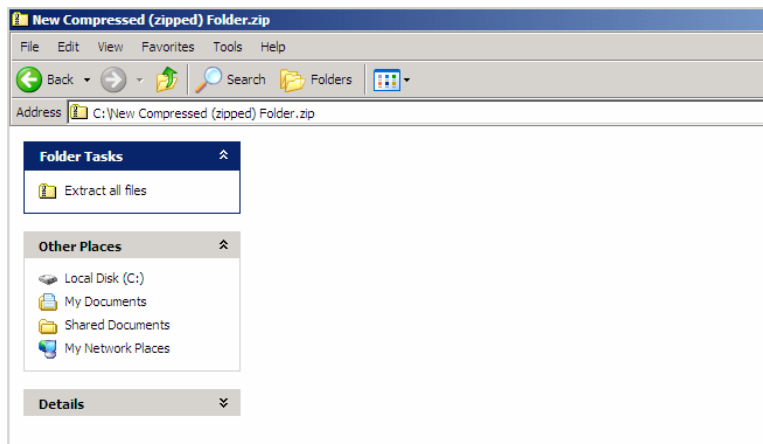 New Compressed (zipped) Folder.zip
File Edit View Favorites Tools Help
Back Search Folders
Address C:\New Compressed (zipped) Folder.zip
Folder Tasks
Extract all files
Other Places
Local Disk (C:)
My Documents
Shared Documents
My Network Places
Details